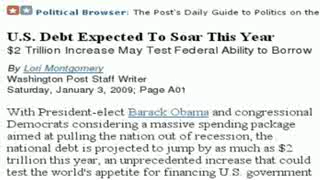 Political Browser: The Post's Daily Guide to Politics on the
U.S. Debt Expected To Soar This Year
$2 Trillion Increase May Test Federal Ability to Borrow
By Lori Montgomery
Washington Post Staff Writer
Saturday, January 3, 2009; Page A01
With President-elect Barack Obama and congressional
Democrats considering a massive spending package
aimed at pulling the nation out of recession, the
national debt is projected to jump by as much as $2
trillion this year, an unprecedented increase that could
test the world's appetite for financing U.S. government